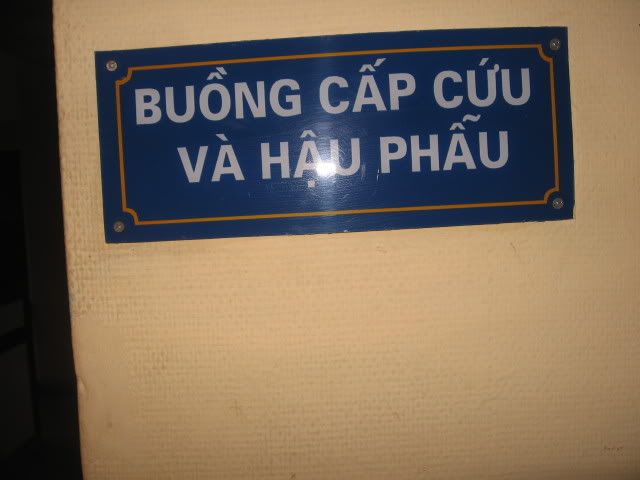 BUỒNG CẤP CỨU
VÀ HẬU PHẪU